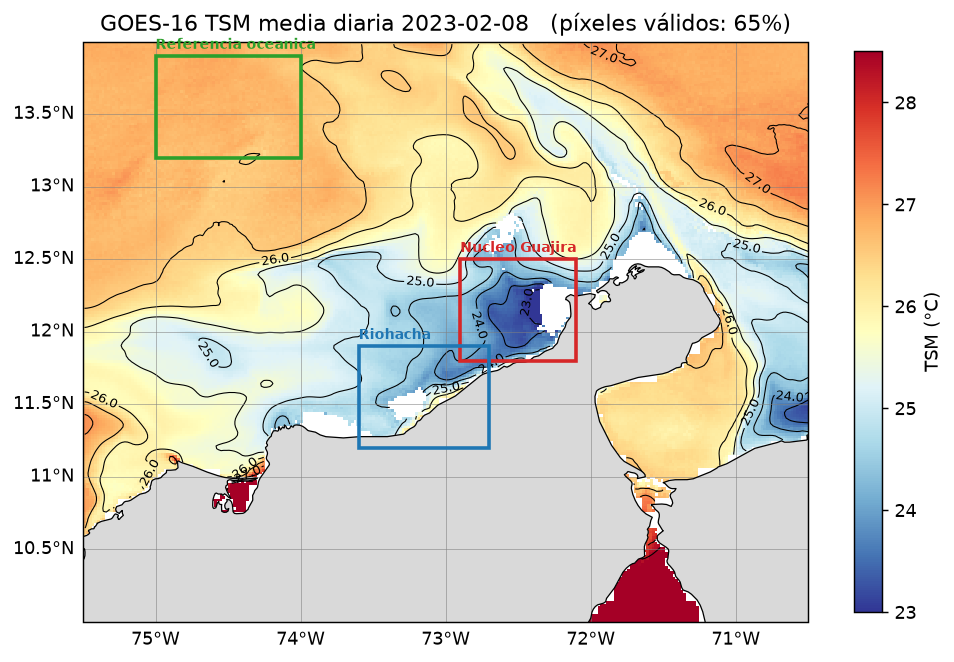 GOES-16 TSM media diaria 2023-02-08 (píxeles válidos: 65%)
Referencia oceanica
27.0
28
13.5°N
27.0
13°N
27
26.0
25.0
25.0
12.5°N
26.0
Nucleo Guajira
25.0
23.0
26
TSM (°C)
12°N
24.0
26.0
Riohacha
25.0
25
25.0
11.5°N
26.0
25.0
24.0
26.0
11°N
26.0
24
10.5°N
23
75°W
74°W
73°W
72°W
71°W